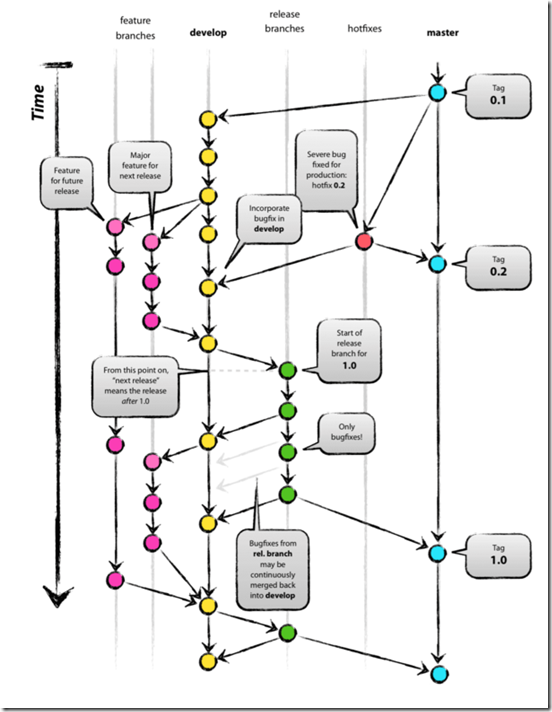 feature
branches
develop
release
branches
hotfixes
master
Time
Tag
0.1
Feature
for future
release
Major
feature for
next release
Severe bug
fixed for
production:
hotfix 0.2
Incorporate
bugfix in
develop
Tag
0.2
Start of
release
branch for
1.0
From this point on,
“next release”
means the release
after 1.0
Only
bugfixes!
Bugfixes from
rel. branch
may be
continuously
merged back
into develop
Tag
1.0